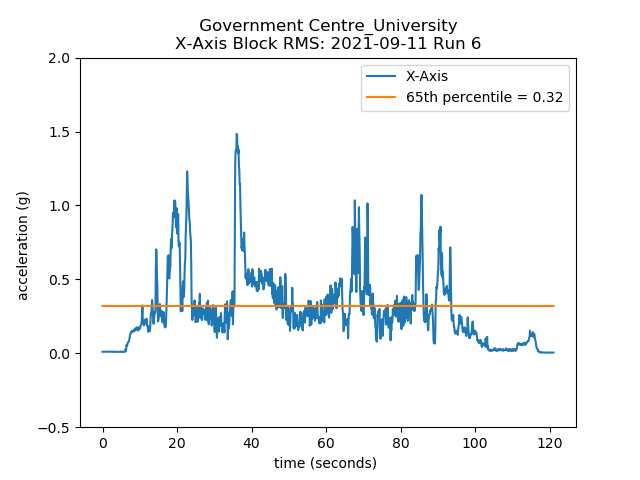 Government Centre_University
X-Axis Block RMS: 2021-09-11 Run 6
X-Axis
65th percentile = 0.32
2.0
1.5
1.0
0.5
0.0
−0.5
acceleration (g)
0 20 40 60 80 100 120
time (seconds)